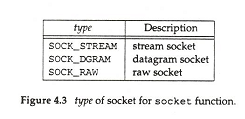 type Description
SOCK_STREAM stream socket
SOCK_DGRAM datagram socket
SOCK_RAW raw socket
Figure 4.3 type of socket for socket function.